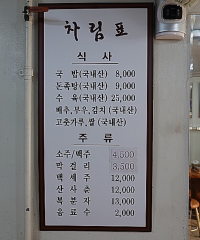 차림표
식 사
국 밥(국내산) 8,000
돈족탕(국내산) 9,000
수 육(국내산) 25,000
배추,무우,김치 (국내산)
고춧가루,쌀 (국내산)
주 류
소주/맥주 4,500
막 걸 리 3,500
백 세 주 12,000
산 사 춘 12,000
복 분 자 13,000
음 료 수 2,000